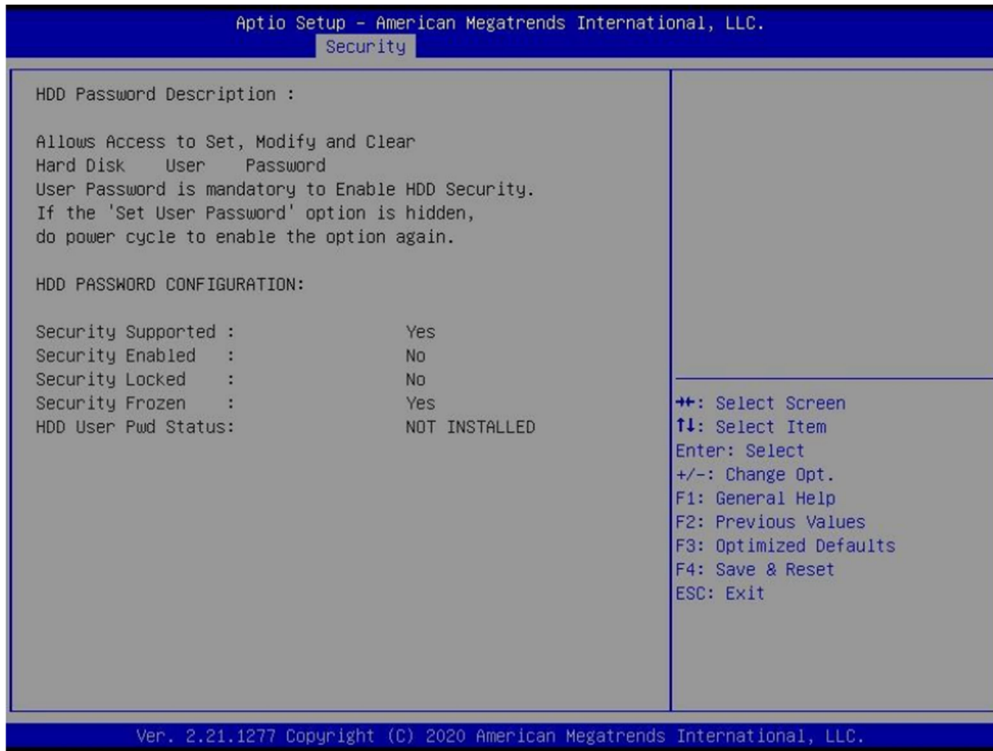 Aptio Setup – American Megatrends International, LLC.
Security
HDD Password Description :
Allows Access to Set, Modify and Clear
Hard Disk    User    Password
User Password is mandatory to Enable HDD Security.
If the 'Set User Password' option is hidden,
do power cycle to enable the option again.
HDD PASSWORD CONFIGURATION:
Security Supported :    Yes
Security Enabled   :    No
Security Locked    :    No
Security Frozen    :    Yes
HDD User Pwd Status:    NOT INSTALLED
→←: Select Screen
↑↓: Select Item
Enter: Select
+/-: Change Opt.
F1: General Help
F2: Previous Values
F3: Optimized Defaults
F4: Save & Reset
ESC: Exit
Ver. 2.21.1277 Copyright (C) 2020 American Megatrends International, LLC.